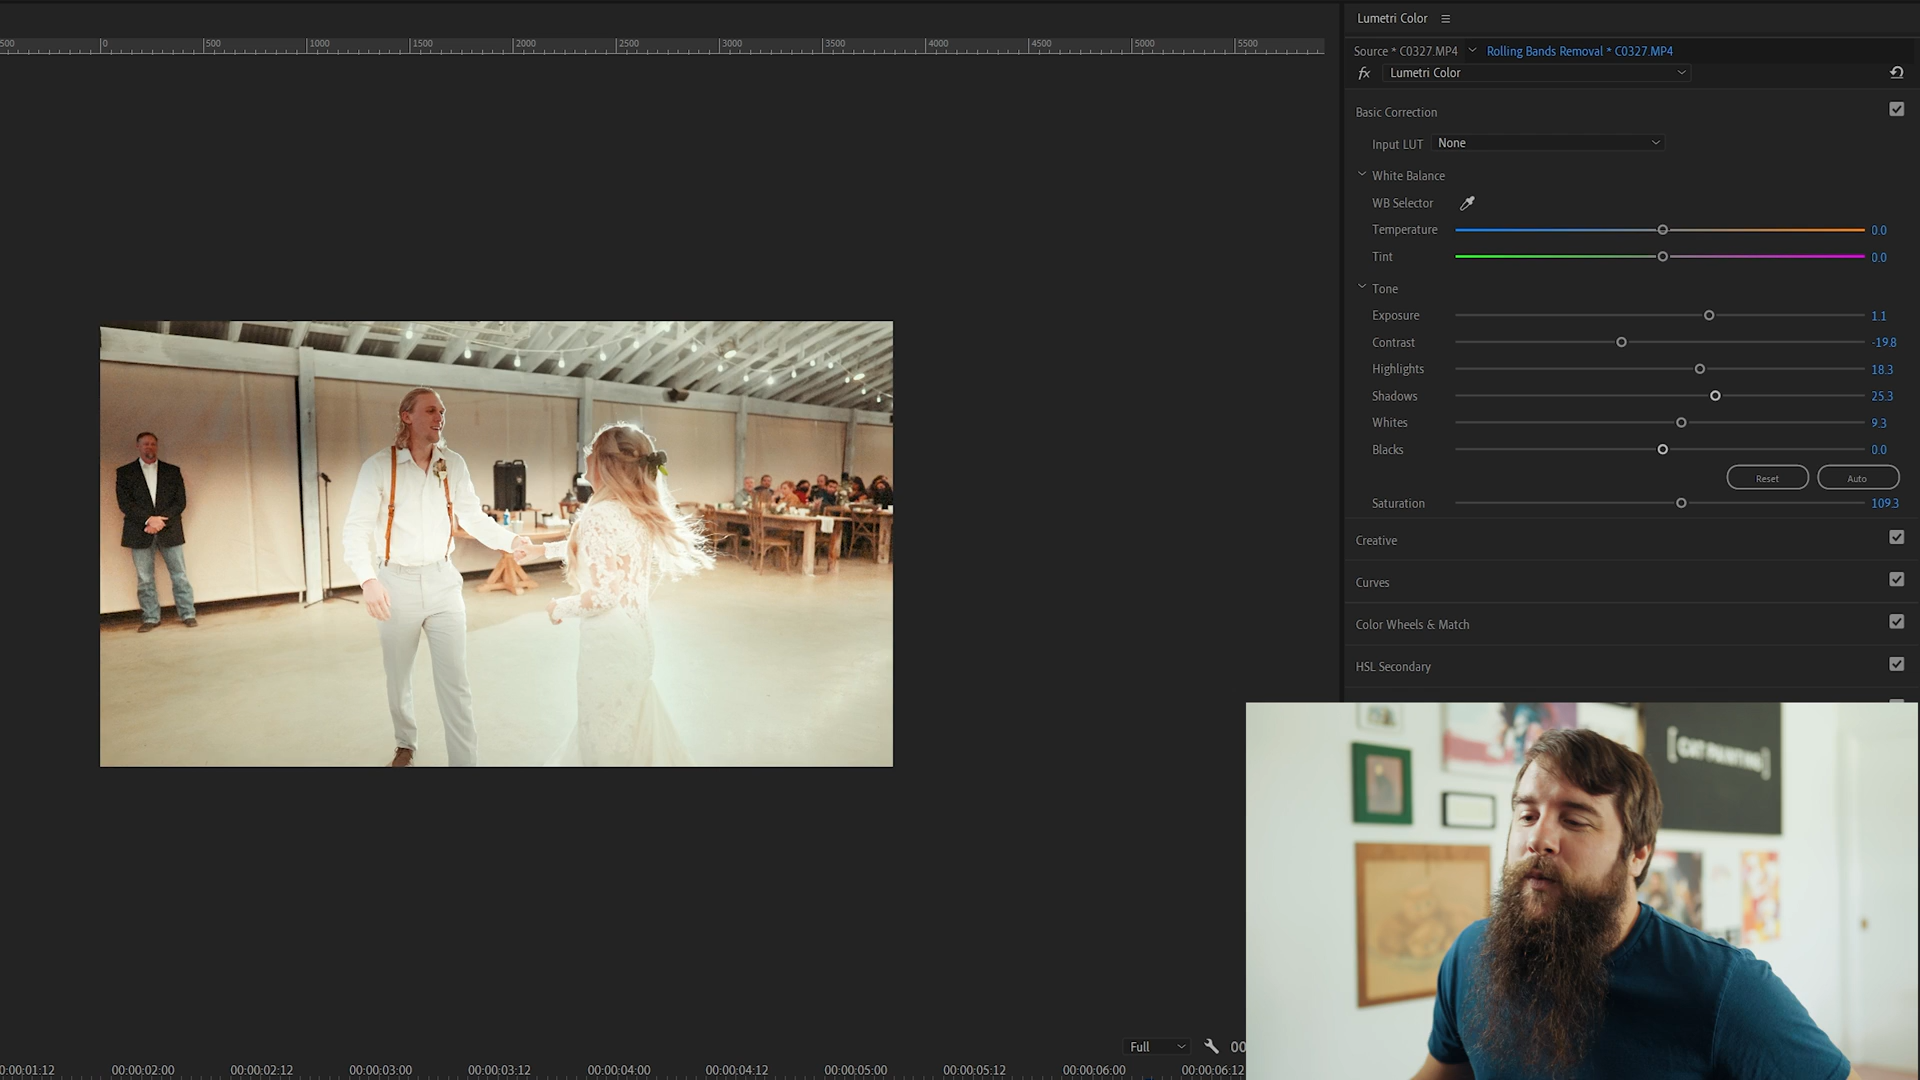 Lumetri Color
500 0 500 1000 1500 2000 2500 3000 3500 4000 4500 5000 5500
Source * C0327.MP4 Rolling Bands Removal * C0327.MP4
fx Lumetri Color
Basic Correction
Input LUT None
White Balance
WB Selector
Temperature 0.0
Tint 0.0
Tone
Exposure 1.1
Contrast -19.8
Highlights 18.3
Shadows 25.3
Whites 9.3
Blacks 0.0
Reset Auto
Saturation 109.3
Creative
Curves
Color Wheels & Match
HSL Secondary
[CAT PAINTING]
Full 00
0:00:01:12 00:00:02:00 00:00:02:12 00:00:03:00 00:00:03:12 00:00:04:00 00:00:04:12 00:00:05:00 00:00:05:12 00:00:06:00 00:00:06:12